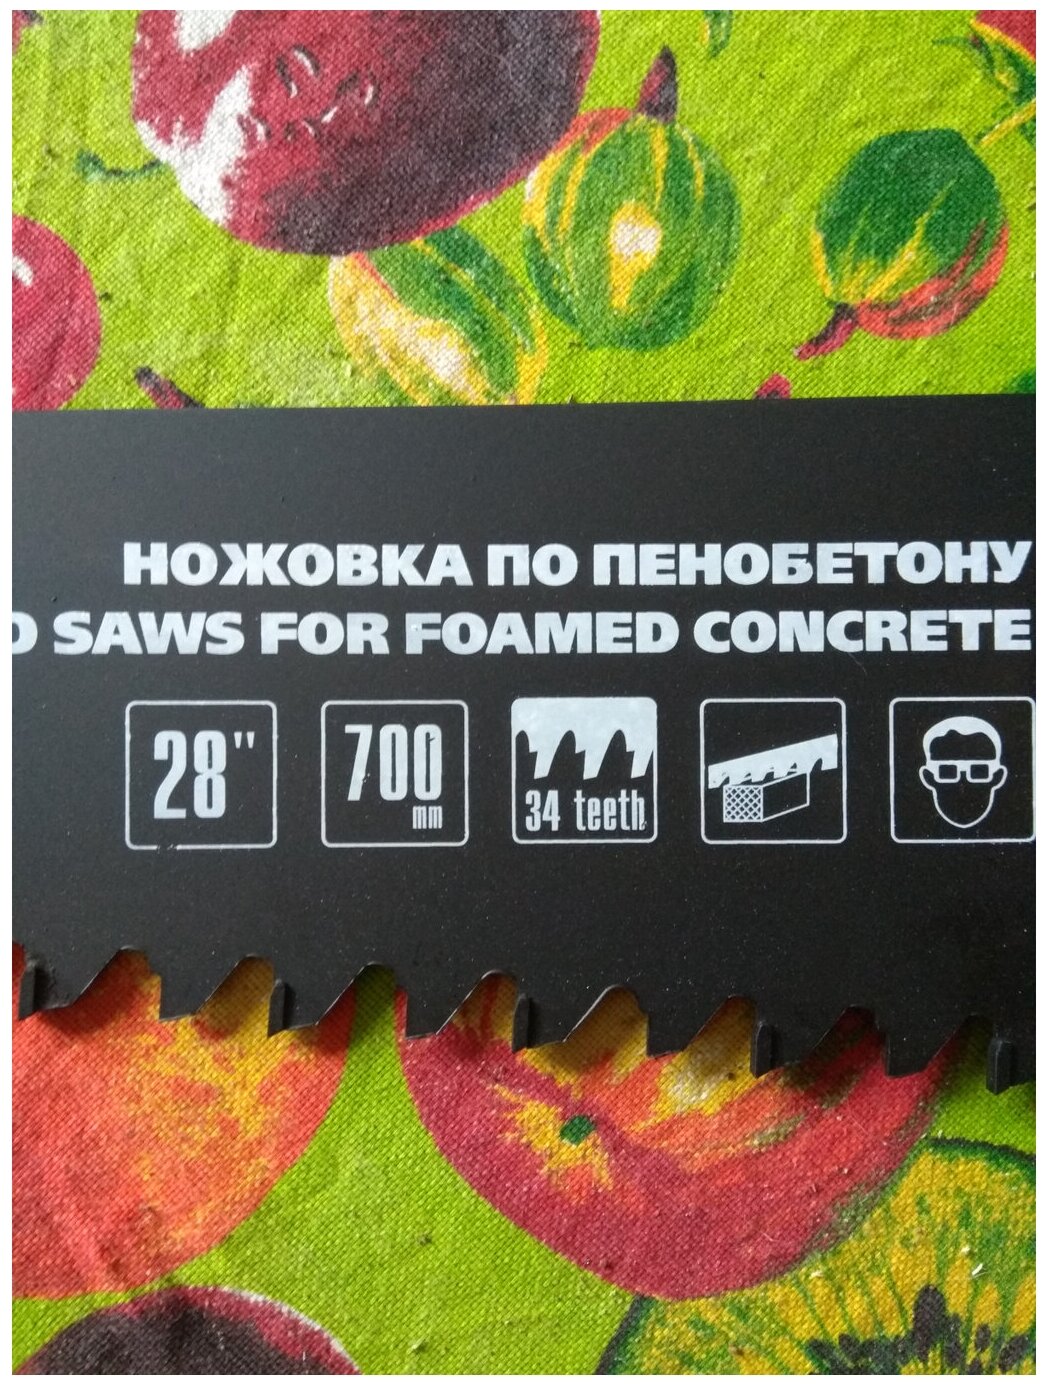 НОЖОВКА ПО ПЕНОБЕТОНУ
D SAWS FOR FOAMED CONCRETE
28"
700
mm
34 teeth